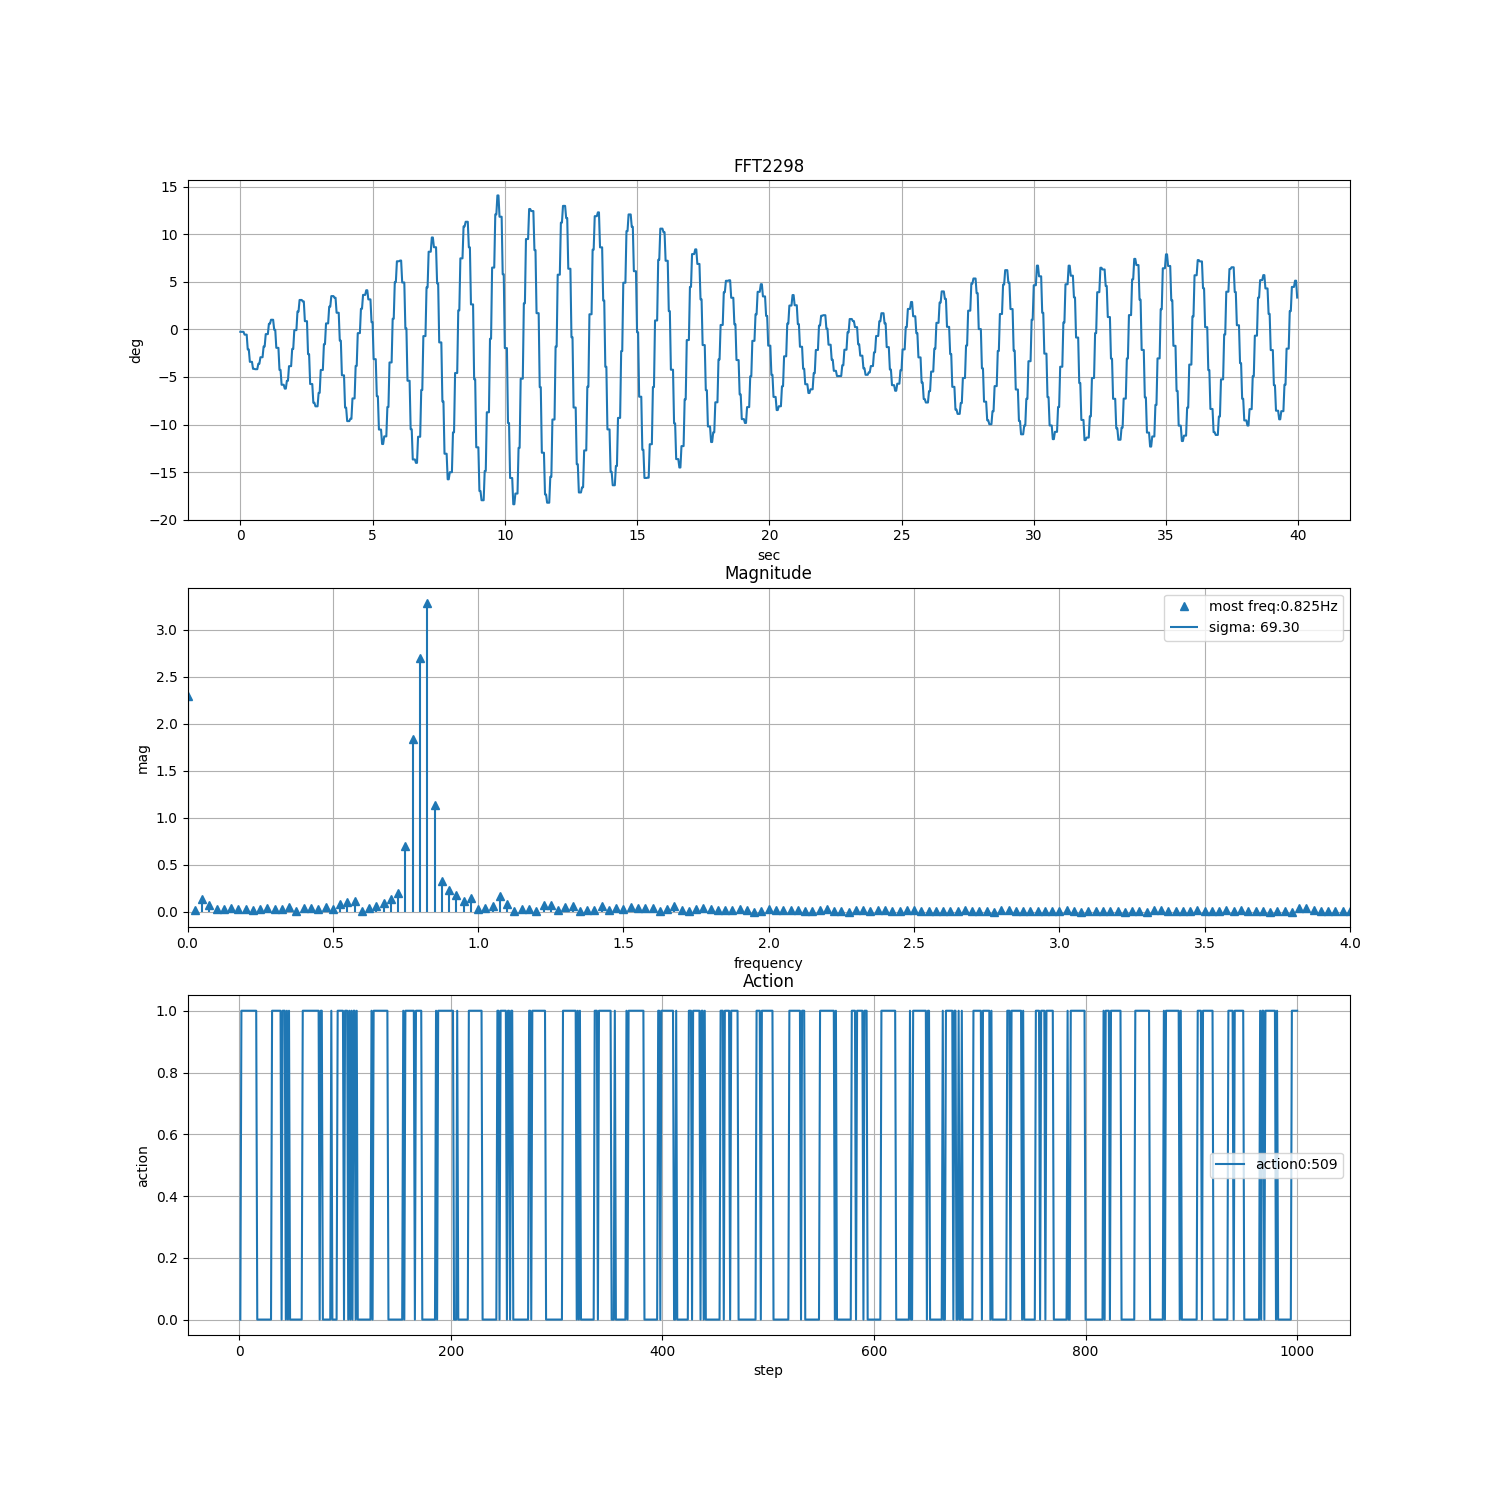 FFT2298
15
10
5
0
−5
−10
−15
−20
deg
0 5 10 15 20 25 30 35 40
sec
Magnitude
3.0
2.5
2.0
1.5
1.0
0.5
0.0
mag
most freq:0.825Hz
sigma: 69.30
0.0 0.5 1.0 1.5 2.0 2.5 3.0 3.5 4.0
frequency
Action
1.0
0.8
0.6
0.4
0.2
0.0
action
action0:509
0 200 400 600 800 1000
step